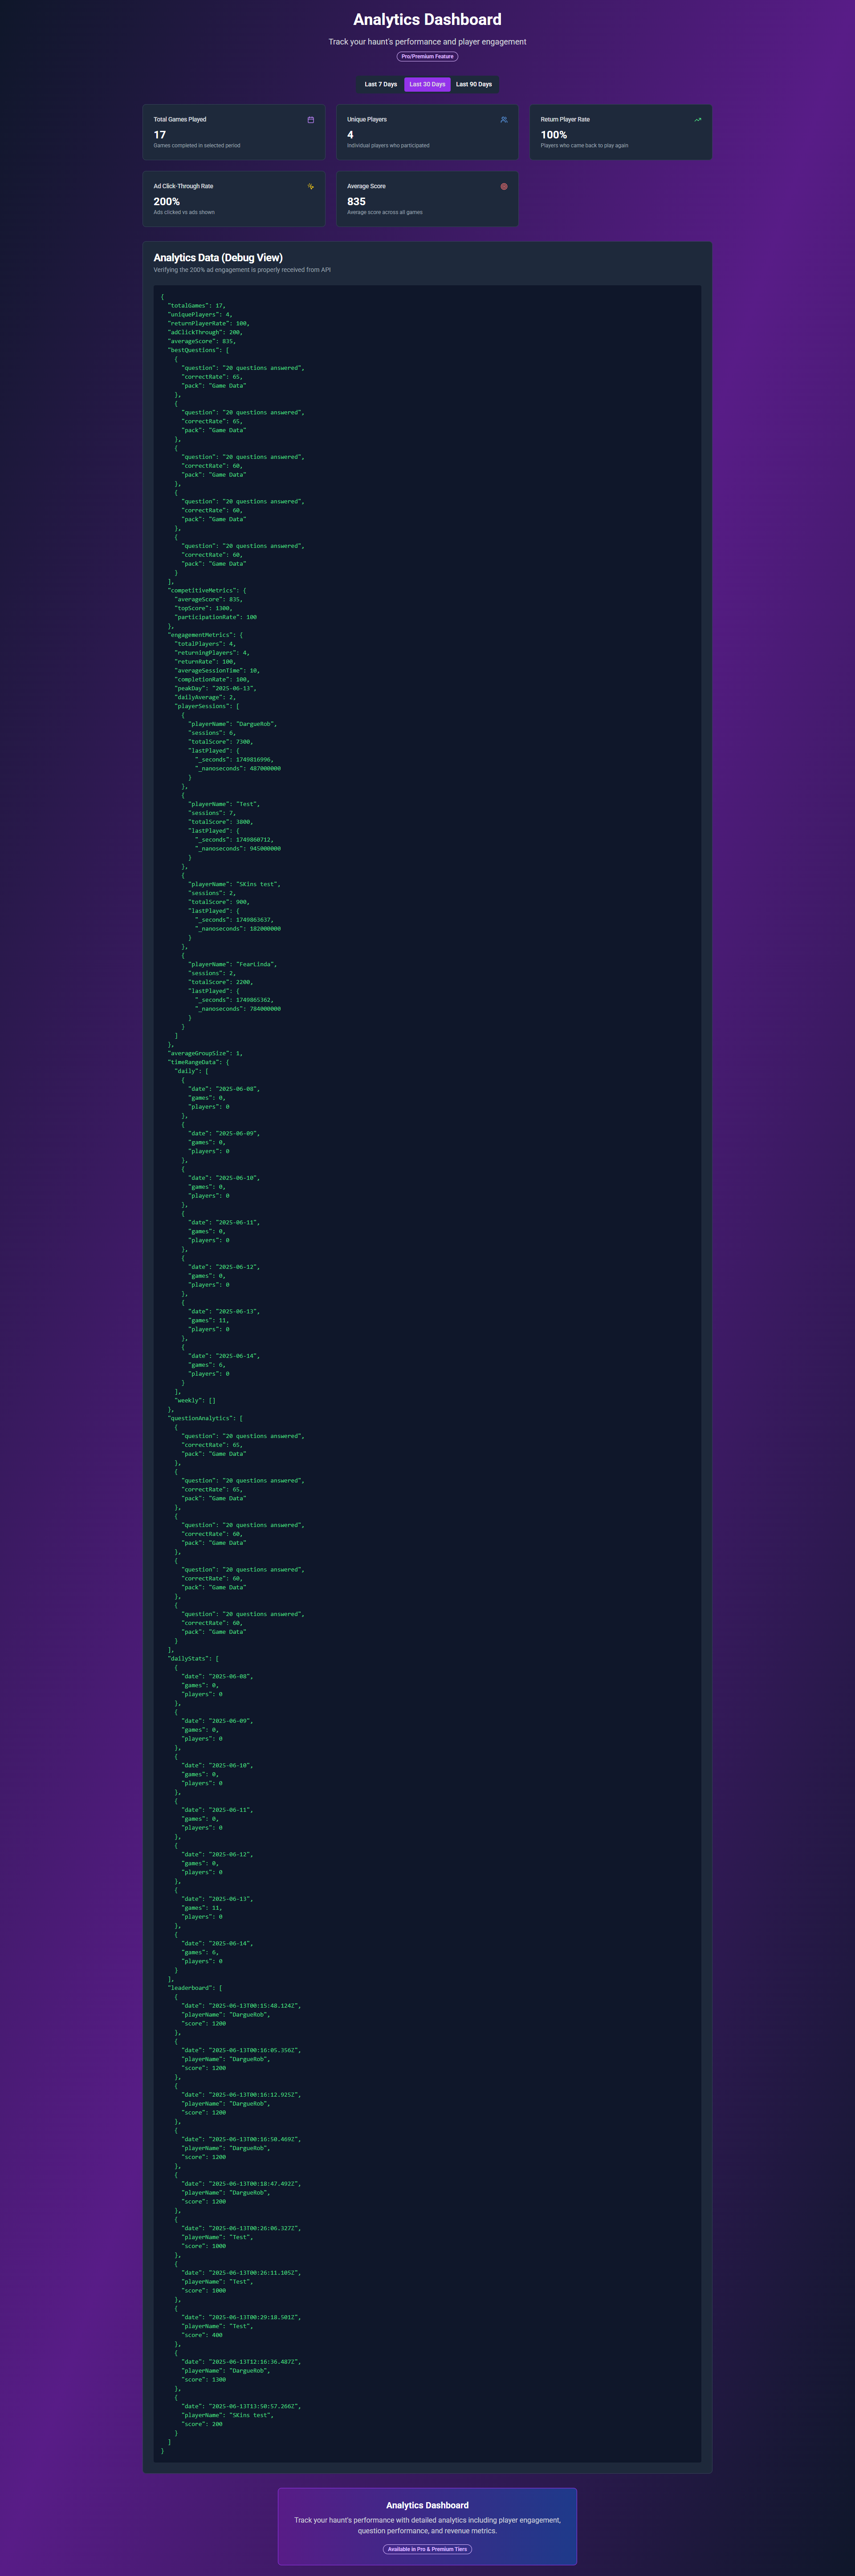 Analytics Dashboard
Track your haunt's performance and player engagement
Pro/Premium Feature
Last 7 Days Last 30 Days Last 90 Days
Total Games Played
17
Games completed in selected period
Unique Players
4
Individual players who participated
Return Player Rate
100%
Players who came back to play again
Ad Click-Through Rate
200%
Ads clicked vs ads shown
Average Score
835
Average score across all games
Analytics Data (Debug View)
Verifying the 200% ad engagement is properly received from API
{
"totalGames": 17,
"uniquePlayers": 4,
"returnPlayerRate": 100,
"adClickThrough": 200,
"averageScore": 835,
"bestQuestions": [
{
"question": "20 questions answered",
"correctRate": 65,
"pack": "Game Data"
},
{
"question": "20 questions answered",
"correctRate": 65,
"pack": "Game Data"
},
{
"question": "20 questions answered",
"correctRate": 60,
"pack": "Game Data"
},
{
"question": "20 questions answered",
"correctRate": 60,
"pack": "Game Data"
},
{
"question": "20 questions answered",
"correctRate": 60,
"pack": "Game Data"
}
],
"competitiveMetrics": {
"averageScore": 835,
"topScore": 1300,
"participationRate": 100
},
"engagementMetrics": {
"totalPlayers": 4,
"returningPlayers": 4,
"returnRate": 100,
"averageSessionTime": 10,
"completionRate": 100,
"peakDay": "2025-06-13",
"dailyAverage": 2,
"playerSessions": [
{
"playerName": "DargueRob",
"sessions": 6,
"totalScore": 7300,
"lastPlayed": {
"_seconds": 1749816996,
"_nanoseconds": 487000000
}
},
{
"playerName": "Test",
"sessions": 7,
"totalScore": 3800,
"lastPlayed": {
"_seconds": 1749860712,
"_nanoseconds": 945000000
}
},
{
"playerName": "SKins test",
"sessions": 2,
"totalScore": 900,
"lastPlayed": {
"_seconds": 1749863637,
"_nanoseconds": 182000000
}
},
{
"playerName": "FearLinda",
"sessions": 2,
"totalScore": 2200,
"lastPlayed": {
"_seconds": 1749865362,
"_nanoseconds": 784000000
}
}
]
},
"averageGroupSize": 1,
"timeRangeData": {
"daily": [
{
"date": "2025-06-08",
"games": 0,
"players": 0
},
{
"date": "2025-06-09",
"games": 0,
"players": 0
},
{
"date": "2025-06-10",
"games": 0,
"players": 0
},
{
"date": "2025-06-11",
"games": 0,
"players": 0
},
{
"date": "2025-06-12",
"games": 0,
"players": 0
},
{
"date": "2025-06-13",
"games": 11,
"players": 0
},
{
"date": "2025-06-14",
"games": 6,
"players": 0
}
],
"weekly": []
},
"questionAnalytics": [
{
"question": "20 questions answered",
"correctRate": 65,
"pack": "Game Data"
},
{
"question": "20 questions answered",
"correctRate": 65,
"pack": "Game Data"
},
{
"question": "20 questions answered",
"correctRate": 60,
"pack": "Game Data"
},
{
"question": "20 questions answered",
"correctRate": 60,
"pack": "Game Data"
},
{
"question": "20 questions answered",
"correctRate": 60,
"pack": "Game Data"
}
],
"dailyStats": [
{
"date": "2025-06-08",
"games": 0,
"players": 0
},
{
"date": "2025-06-09",
"games": 0,
"players": 0
},
{
"date": "2025-06-10",
"games": 0,
"players": 0
},
{
"date": "2025-06-11",
"games": 0,
"players": 0
},
{
"date": "2025-06-12",
"games": 0,
"players": 0
},
{
"date": "2025-06-13",
"games": 11,
"players": 0
},
{
"date": "2025-06-14",
"games": 6,
"players": 0
}
],
"leaderboard": [
{
"date": "2025-06-13T00:15:48.124Z",
"playerName": "DargueRob",
"score": 1200
},
{
"date": "2025-06-13T00:16:05.356Z",
"playerName": "DargueRob",
"score": 1200
},
{
"date": "2025-06-13T00:16:12.925Z",
"playerName": "DargueRob",
"score": 1200
},
{
"date": "2025-06-13T00:16:50.469Z",
"playerName": "DargueRob",
"score": 1200
},
{
"date": "2025-06-13T00:18:47.492Z",
"playerName": "DargueRob",
"score": 1200
},
{
"date": "2025-06-13T00:26:06.327Z",
"playerName": "Test",
"score": 1000
},
{
"date": "2025-06-13T00:26:11.105Z",
"playerName": "Test",
"score": 1000
},
{
"date": "2025-06-13T00:29:18.501Z",
"playerName": "Test",
"score": 400
},
{
"date": "2025-06-13T12:16:36.487Z",
"playerName": "DargueRob",
"score": 1300
},
{
"date": "2025-06-13T13:50:57.266Z",
"playerName": "SKins test",
"score": 200
}
]
}
Analytics Dashboard
Track your haunt's performance with detailed analytics including player engagement,
question performance, and revenue metrics.
Available in Pro & Premium Tiers